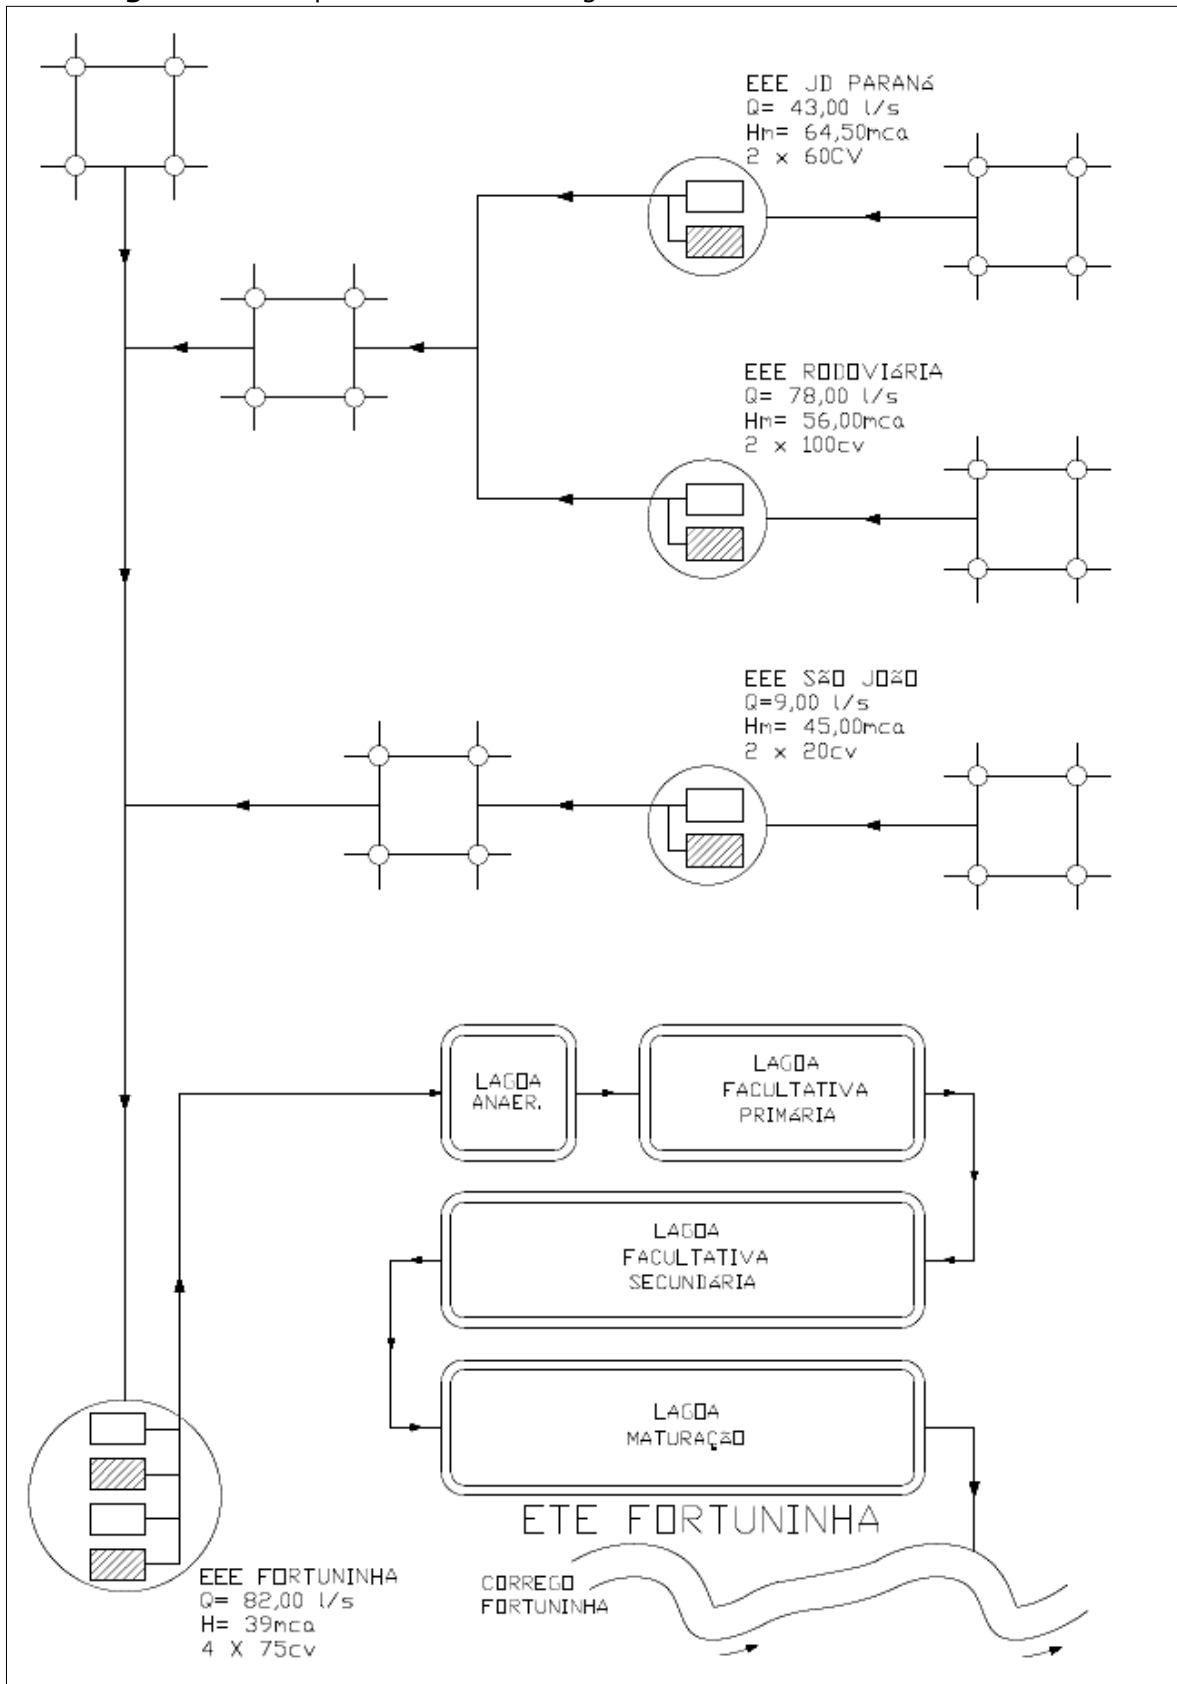 EEE JD PARANá
Q= 43,00 l/s
Hm= 64,50mca
2 x 60CV
EEE RODOVIáRIA
Q= 78,00 l/s
Hm= 56,00mca
2 x 100cv
EEE SãO JOãO
Q=9,00 l/s
Hm= 45,00mca
2 x 20cv
LAGOA
ANAER.
LAGOA
FACULTATIVA
PRIMáRIA
LAGOA
FACULTATIVA
SECUNDáRIA
LAGOA
MATURAçãO
ETE FORTUNINHA
CORREGO
FORTUNINHA
EEE FORTUNINHA
Q= 82,00 l/s
H= 39mca
4 X 75cv